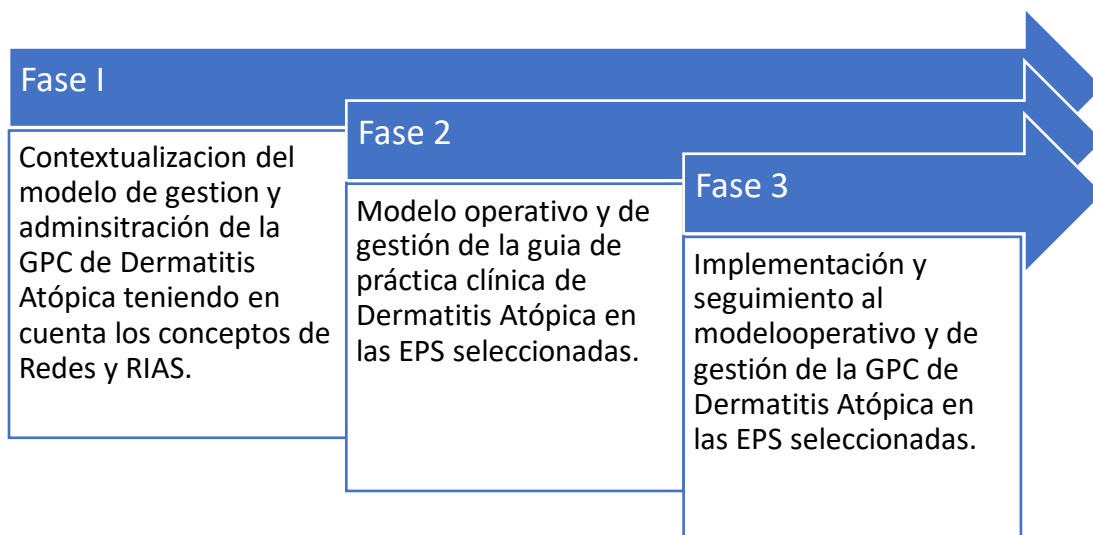 Fase I
Contextualizacion del
modelo de gestion y
adminsitración de la
GPC de Dermatitis
Atópica teniendo en
cuenta los conceptos de
Redes y RIAS.
Fase 2
Modelo operativo y de
gestión de la guia de
práctica clínica de
Dermatitis Atópica en
las EPS seleccionadas.
Fase 3
Implementación y
seguimiento al
modelooperativo y de
gestión de la GPC de
Dermatitis Atópica en
las EPS seleccionadas.